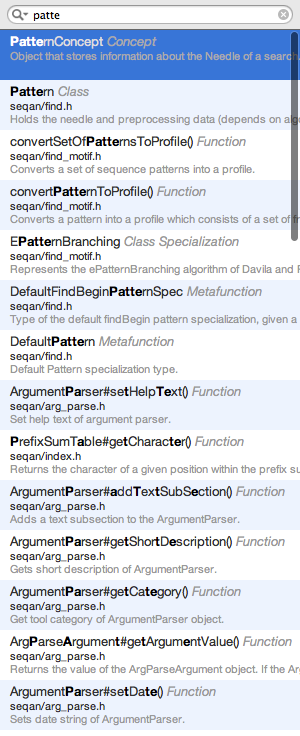 patte
PatternConcept Concept
Object that stores information about the Needle of a search.
Pattern Class
seqan/find.h
Holds the needle and preprocessing data (depends on
convertSetOfPatternsToProfile() Function
seqan/find_motif.h
Converts a set of sequence patterns into a profile.
convertPatternToProfile() Function
seqan/find_motif.h
Converts a pattern into a profile which consists of a set of
EPatternBranching Class Specialization
seqan/find_motif.h
Represents the ePatternBranching algorithm of Davila and
DefaultFindBeginPatternSpec Metafunction
seqan/find.h
Type of the default findBegin pattern specialization, given a
DefaultPattern Metafunction
seqan/find.h
Default Pattern specialization type.
ArgumentParser#setHelpText() Function
seqan/arg_parse.h
Set help text of argument parser.
PrefixSumTable#getCharacter() Function
seqan/index.h
Returns the character of a given position within the prefix
ArgumentParser#addTextSubSection() Function
seqan/arg_parse.h
Adds a text subsection to the ArgumentParser.
ArgumentParser#getShortDescription() Function
seqan/arg_parse.h
Gets short description of ArgumentParser.
ArgumentParser#getCategory() Function
seqan/arg_parse.h
Get tool category of ArgumentParser object.
ArgParseArgument#getArgumentValue() Function
seqan/arg_parse.h
Returns the value of the ArgParseArgument object. If the
ArgumentParser#setDate() Function
seqan/arg_parse.h
Sets date string of ArgumentParser.